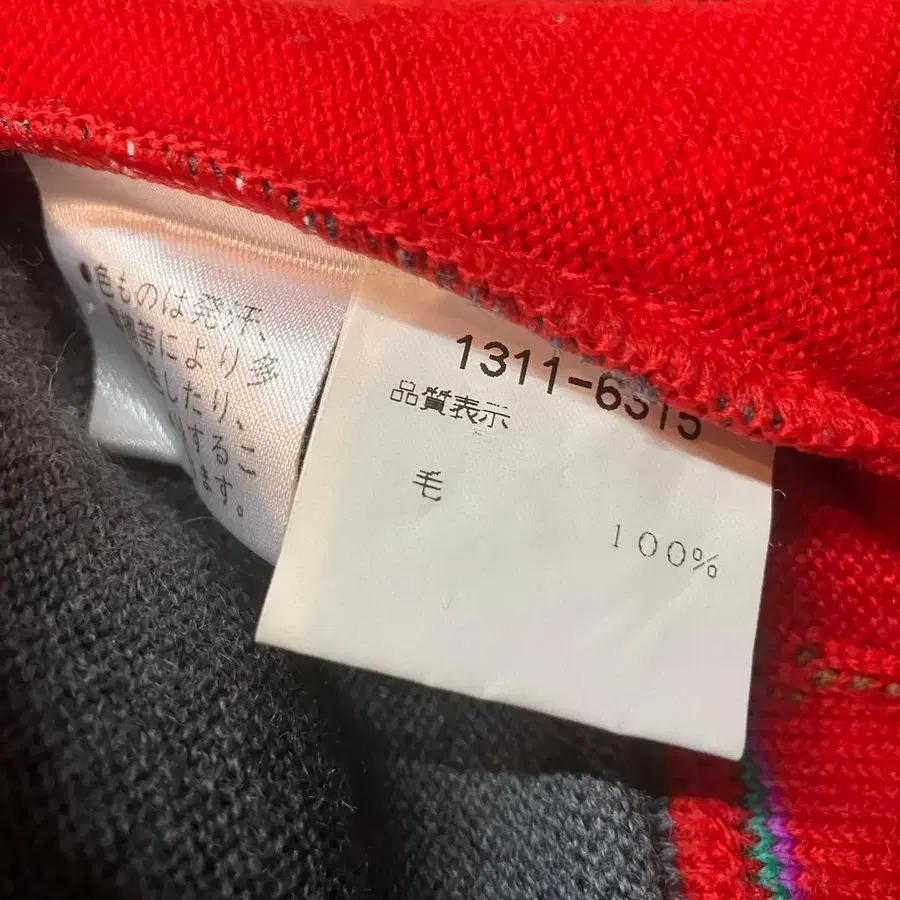 ●色ものは発汗、
等により多
したり、こ
するこ
ます。
1311-6315
品質表示
毛
100%